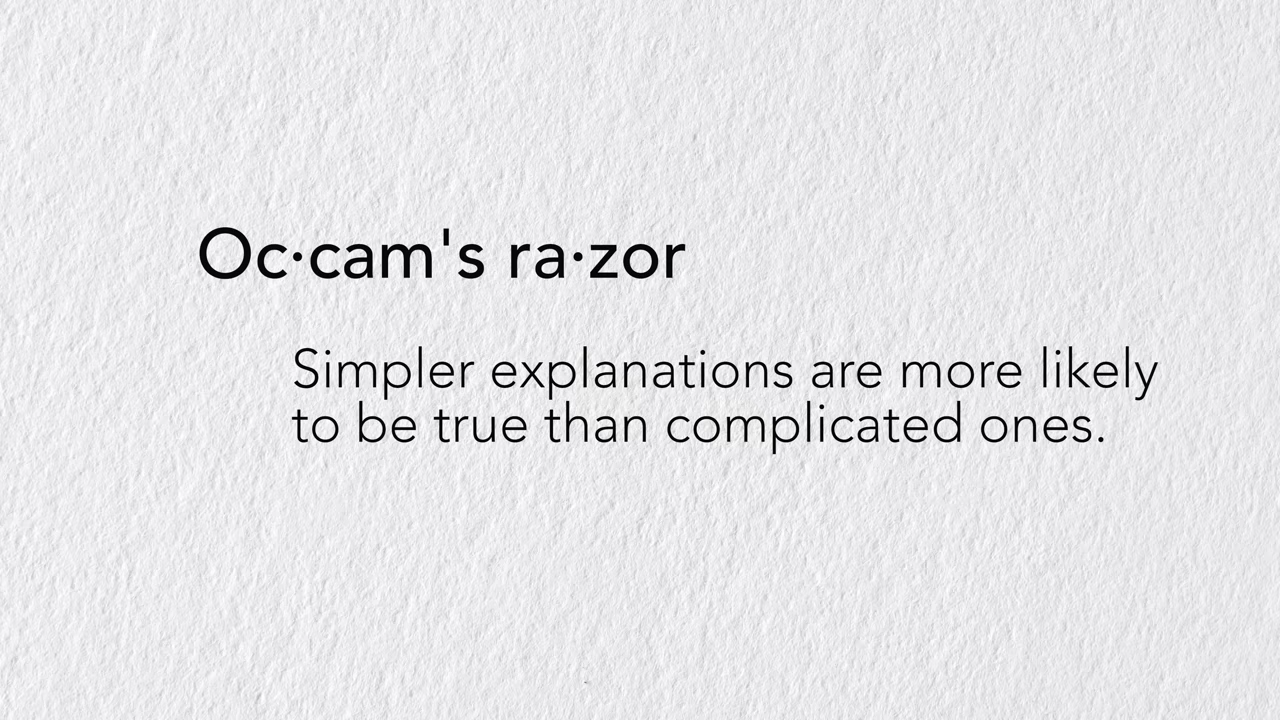 Oc·cam's ra·zor
Simpler explanations are more likely
to be true than complicated ones.